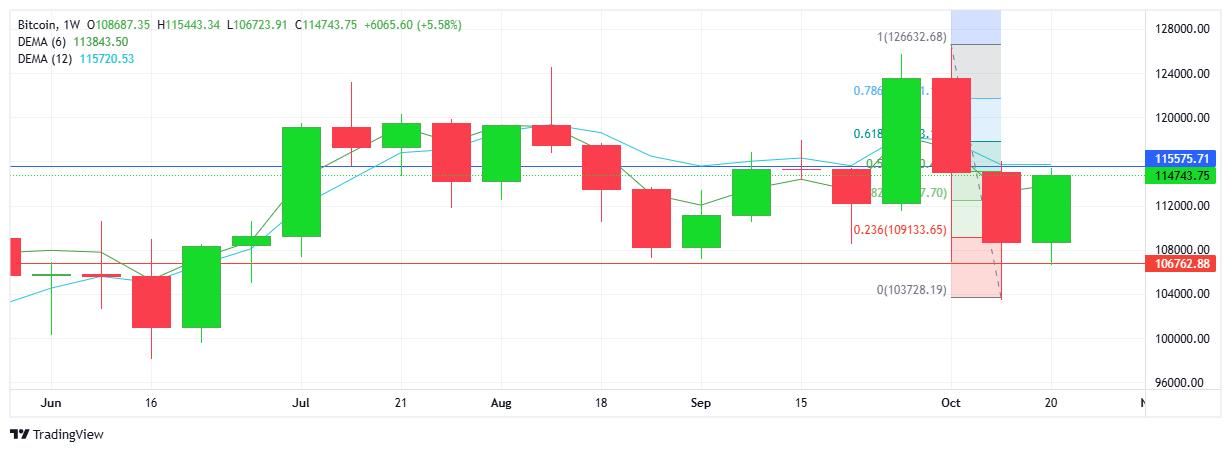 Bitcoin, 1W O108687.35 H115443.34 L106723.91 C114743.75 +6065.60 (+5.58%)
DEMA (6) 113843.50
DEMA (12) 115720.53
1(126632.68)
0.236(109133.65)
0(103728.19)
128000.00
124000.00
120000.00
115575.71
114743.75
112000.00
108000.00
106762.88
104000.00
100000.00
96000.00
Jun 16 Jul 21 Aug 18 Sep 15 Oct 20
TradingView